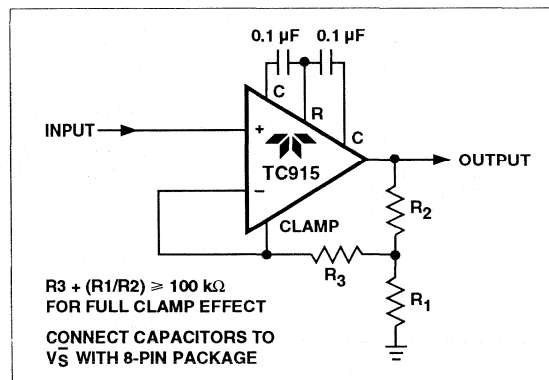 0.1 µF 0.1 µF
C
R
C
INPUT
+
TC915
−
OUTPUT
CLAMP
R2
R3
R1
R3 + (R1/R2) ≥ 100 kΩ
FOR FULL CLAMP EFFECT
CONNECT CAPACITORS TO
VS̄ WITH 8-PIN PACKAGE